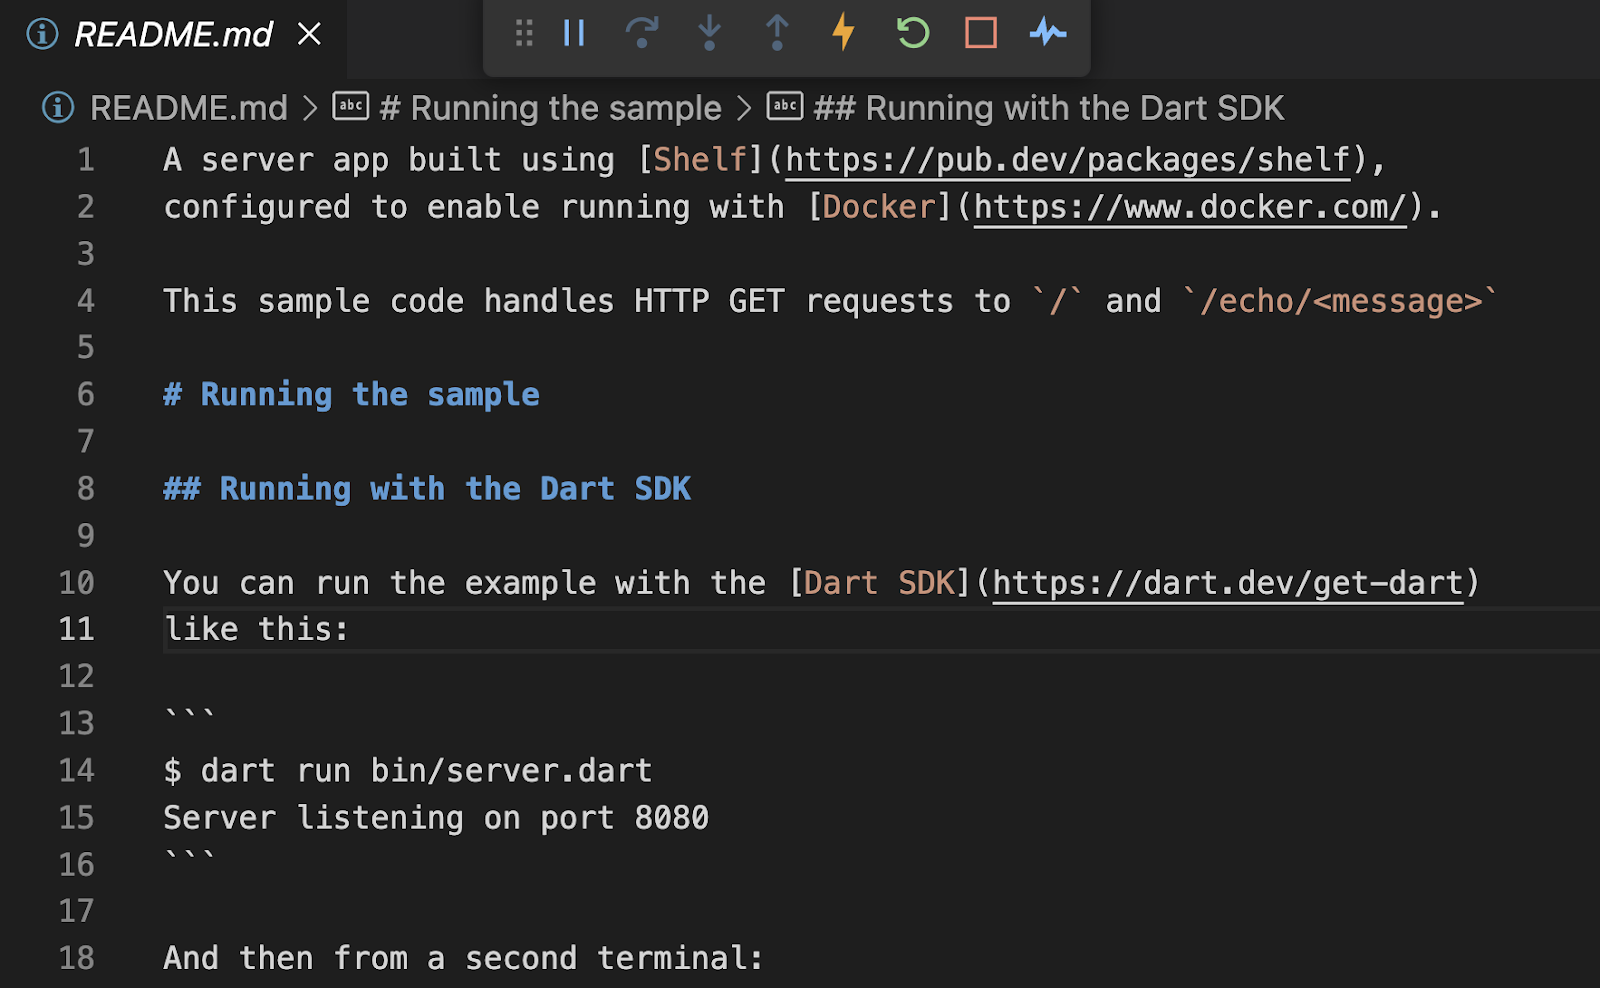 README.md
README.md > # Running the sample > ## Running with the Dart SDK
1 A server app built using [Shelf](https://pub.dev/packages/shelf),
2 configured to enable running with [Docker](https://www.docker.com/).
3
4 This sample code handles HTTP GET requests to `/` and `/echo/<message>`
5
6 # Running the sample
7
8 ## Running with the Dart SDK
9
10 You can run the example with the [Dart SDK](https://dart.dev/get-dart)
11 like this:
12
13 ```
14 $ dart run bin/server.dart
15 Server listening on port 8080
16 ```
17
18 And then from a second terminal: